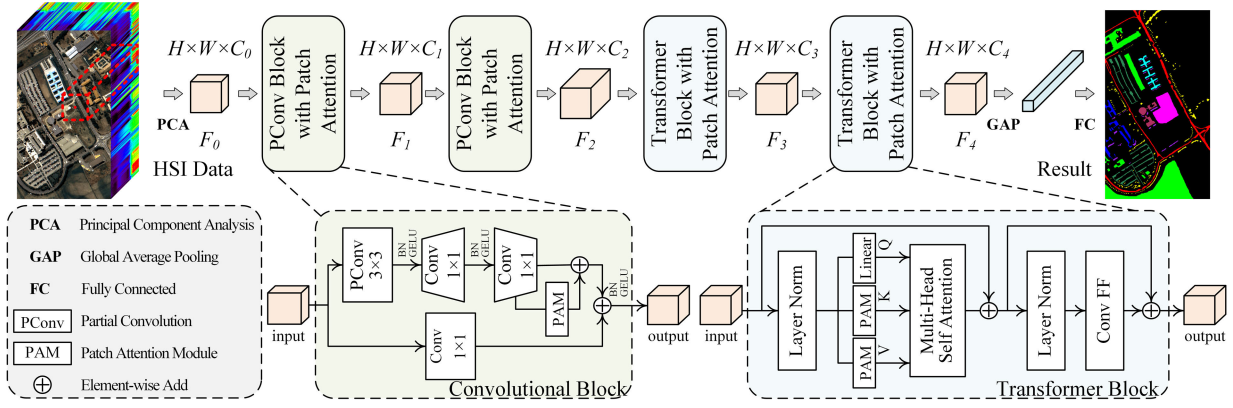 H×W×C0
H×W×C1
H×W×C2
H×W×C3
H×W×C4
PConv Block
with Patch
Attention
PConv Block
with Patch
Attention
Transformer
Block with
Patch Attention
Transformer
Block with
Patch Attention
PCA
F0
F1
F2
F3
F4
GAP
FC
HSI Data
Result
PCA Principal Component Analysis
GAP Global Average Pooling
FC Fully Connected
PConv Partial Convolution
PAM Patch Attention Module
⊕ Element-wise Add
input
PConv
3×3
BN
GELU
Conv
1×1
BN
GELU
Conv
1×1
PAM
BN
GELU
Conv
1×1
output
Convolutional Block
input
Layer Norm
Linear
Q
PAM
K
PAM
V
Multi-Head
Self Attention
Layer Norm
Conv FF
output
Transformer Block